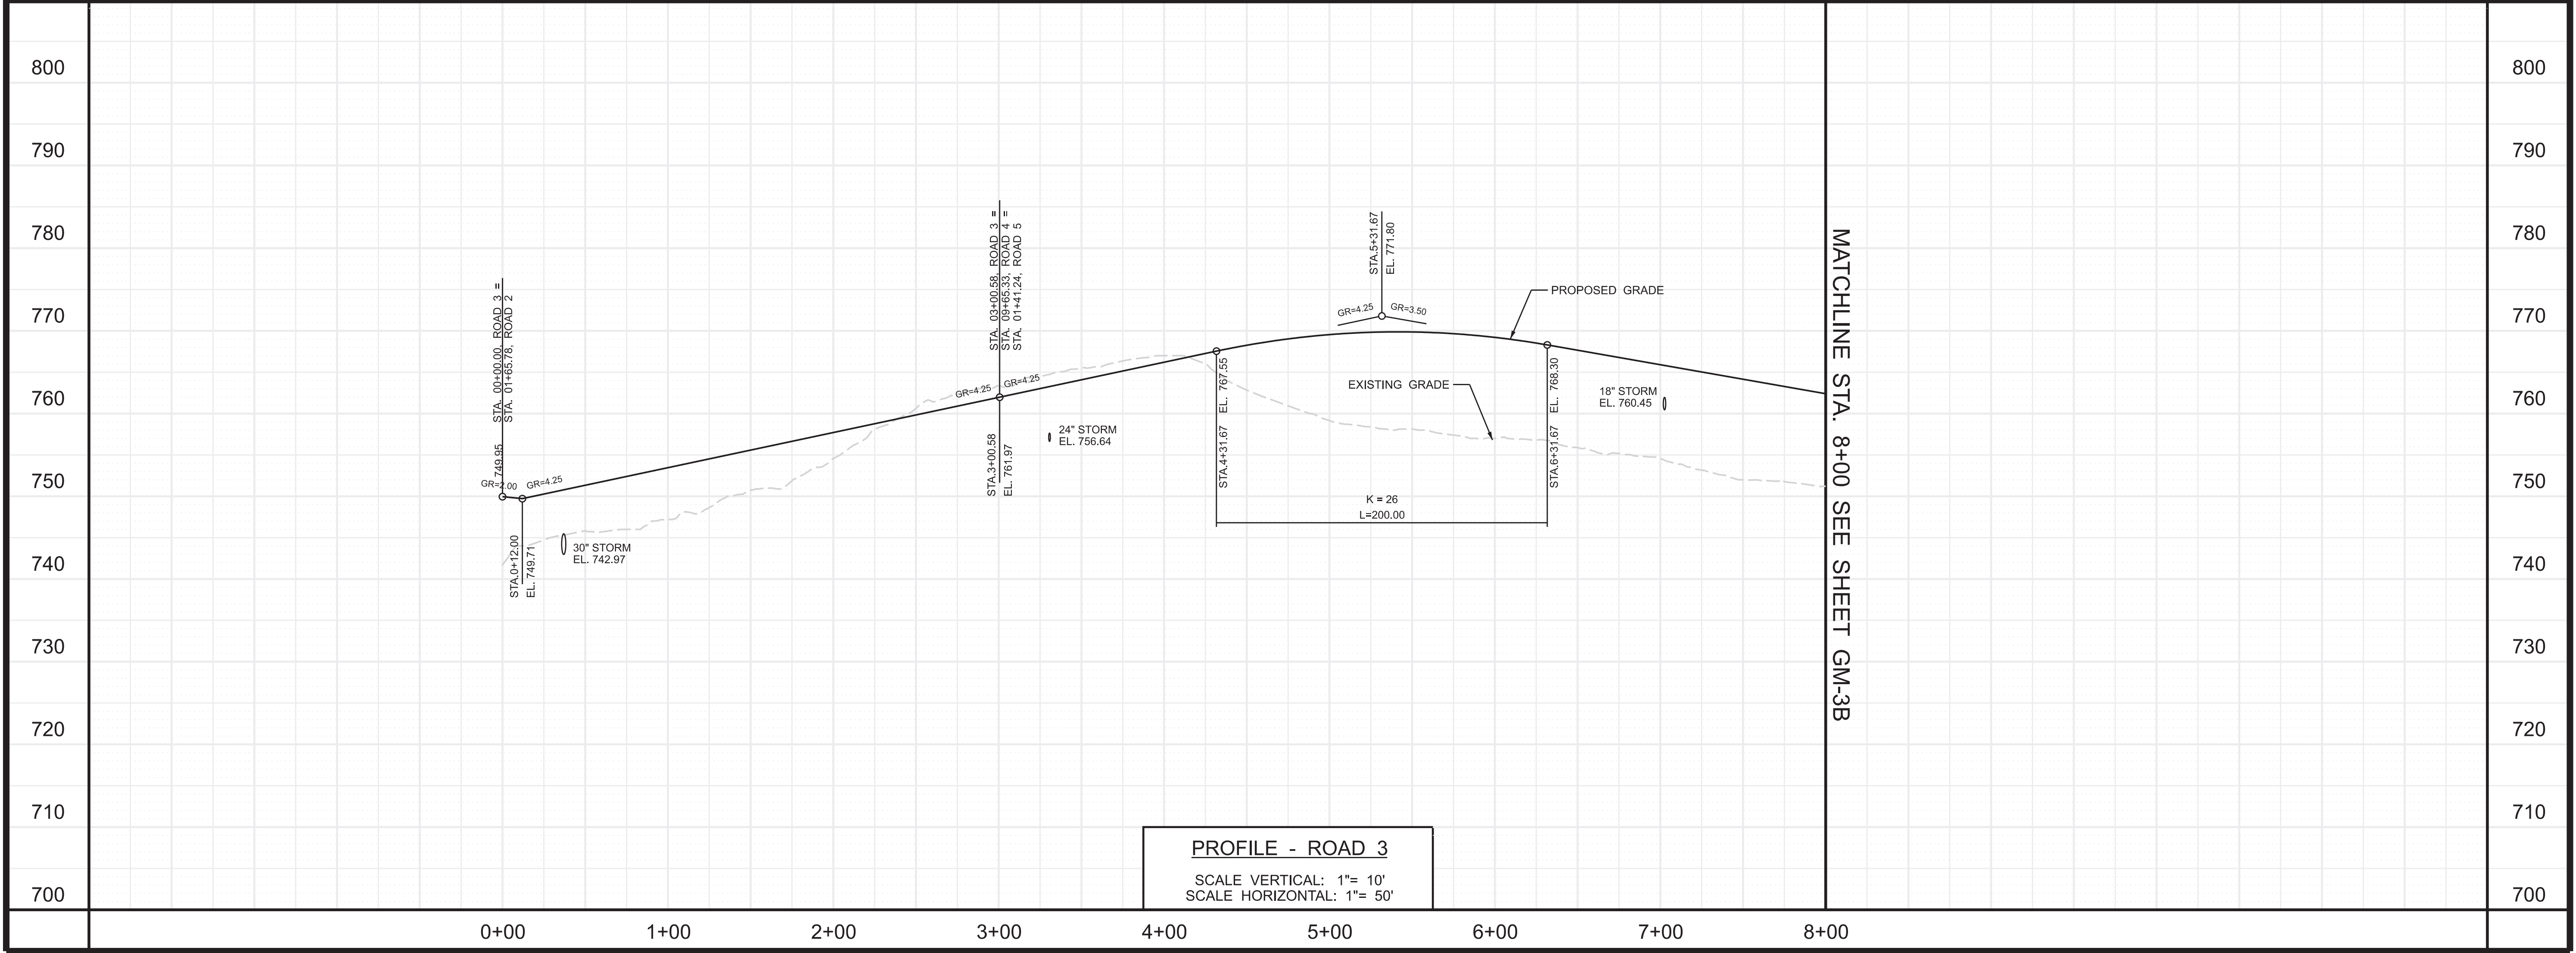 800
790
780
770
760
750
740
730
720
710
700
STA. 00+00.00, ROAD 3 =
STA. 01+65.78, ROAD 2
749.95
GR=2.00
GR=4.25
STA.0+12.00
EL. 749.71
30" STORM
EL. 742.97
STA. 03+00.58, ROAD 3 =
STA. 09+65.33, ROAD 4 =
STA. 01+41.24, ROAD 5
GR=4.25
GR=4.25
STA.3+00.58
EL. 761.97
24" STORM
EL. 756.64
STA.5+31.67
EL. 771.80
GR=4.25
GR=3.50
PROPOSED GRADE
EXISTING GRADE
STA.4+31.67 EL. 767.55
STA.6+31.67 EL. 768.30
K = 26
L=200.00
18" STORM
EL. 760.45
MATCHLINE STA. 8+00 SEE SHEET GM-3B
PROFILE - ROAD 3
SCALE VERTICAL: 1"= 10'
SCALE HORIZONTAL: 1"= 50'
0+00 1+00 2+00 3+00 4+00 5+00 6+00 7+00 8+00
800
790
780
770
760
750
740
730
720
710
700